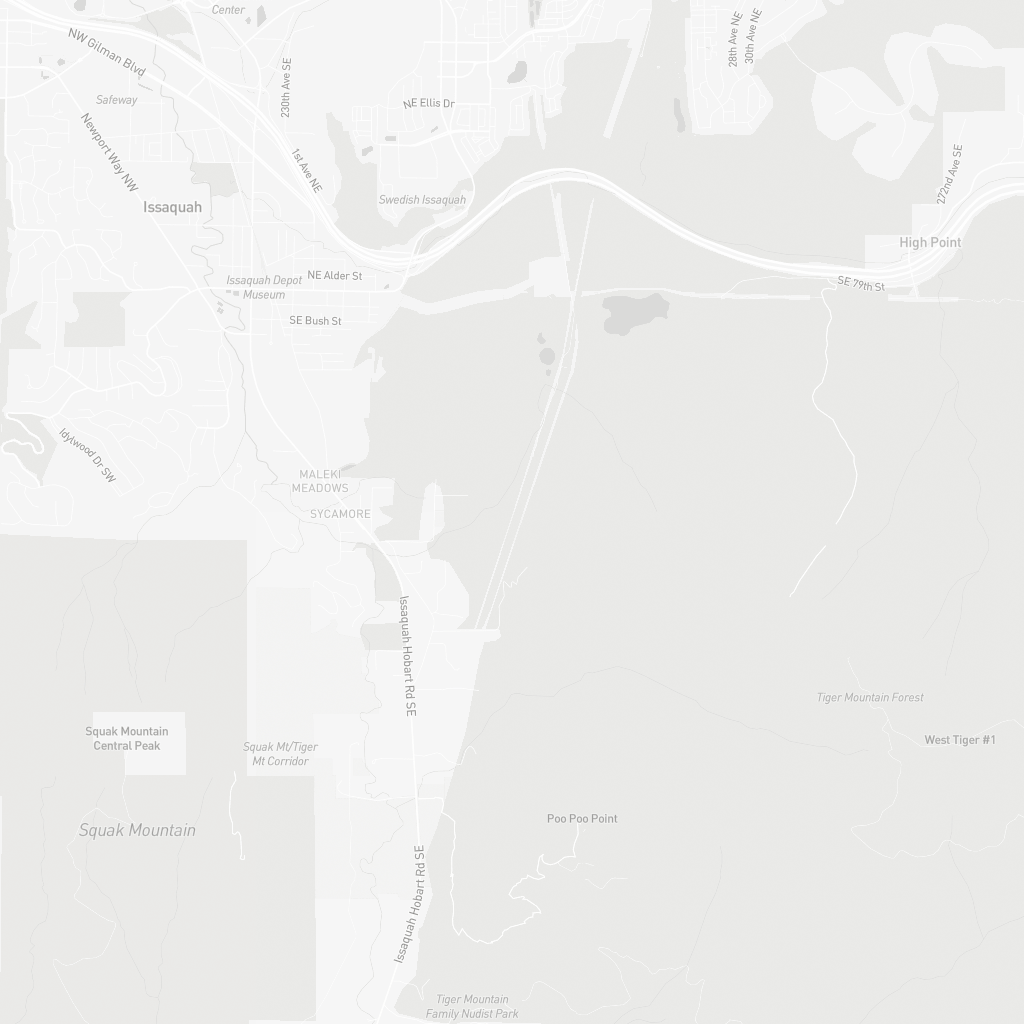 Center
NW Gilman Blvd
28th Ave NE
30th Ave NE
230th Ave SE
Safeway
NE Ellis Dr
Newport Way NW
1st Ave NE
272nd Ave SE
Swedish Issaquah
Issaquah
High Point
Issaquah Depot
Museum
NE Alder St
SE 79th St
SE Bush St
Idylwood Dr SW
MALEKI
MEADOWS
SYCAMORE
Issaquah Hobart Rd SE
Tiger Mountain Forest
Squak Mountain
Central Peak
Squak Mt/Tiger
Mt Corridor
West Tiger #1
Poo Poo Point
Squak Mountain
Issaquah Hobart Rd SE
Tiger Mountain
Family Nudist Park